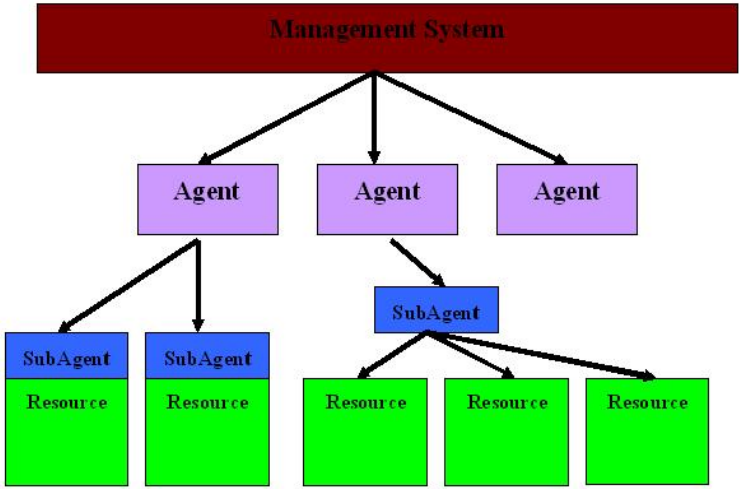 Management System
Agent
Agent
Agent
SubAgent
SubAgent
SubAgent
Resource
Resource
Resource
Resource
Resource